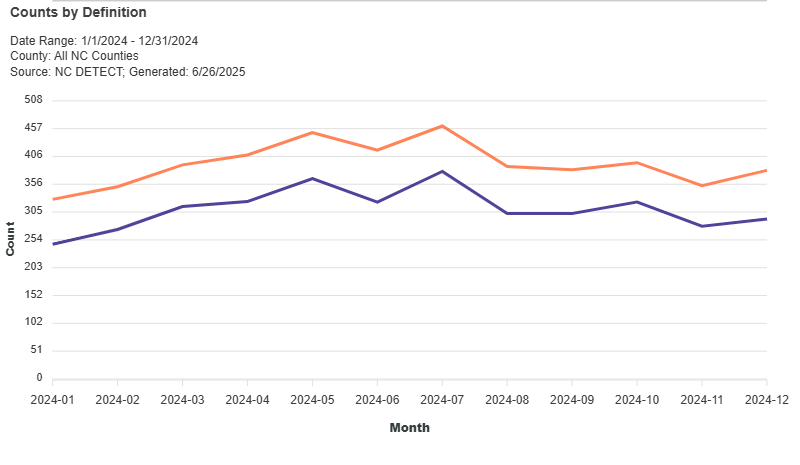 Counts by Definition
Date Range: 1/1/2024 - 12/31/2024
County: All NC Counties
Source: NC DETECT; Generated: 6/26/2025
508
457
406
356
305
254
203
152
102
51
0
Count
2024-01 2024-02 2024-03 2024-04 2024-05 2024-06 2024-07 2024-08 2024-09 2024-10 2024-11 2024-12
Month